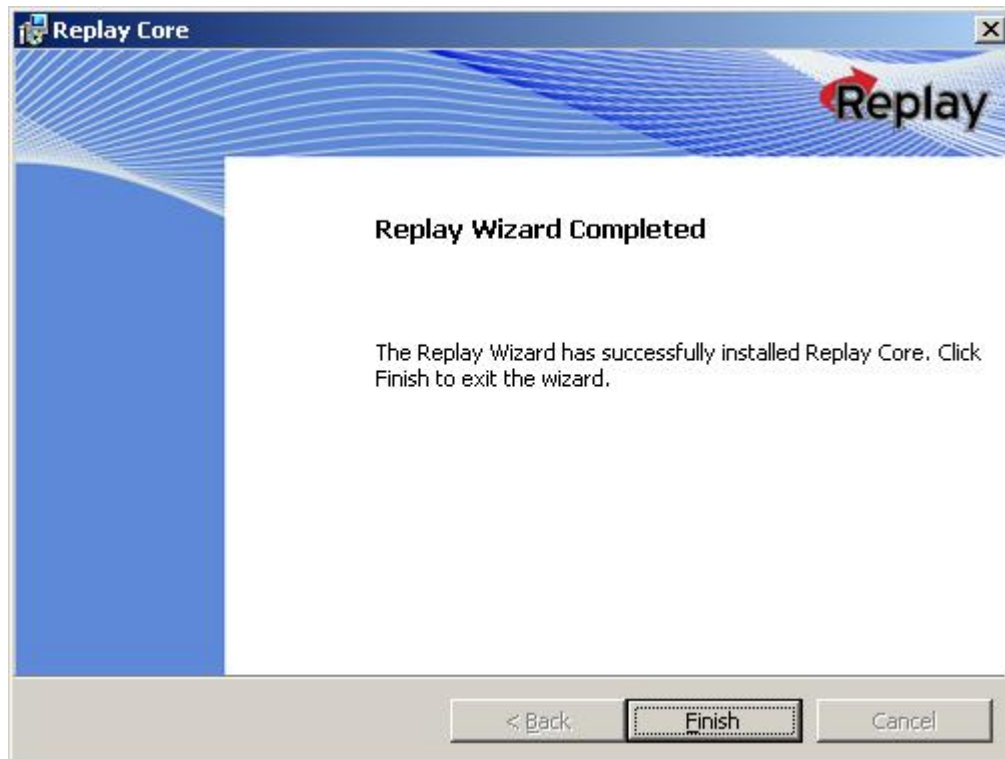 Replay Core
Replay
Replay Wizard Completed
The Replay Wizard has successfully installed Replay Core. Click
Finish to exit the wizard.
< Back
Finish
Cancel